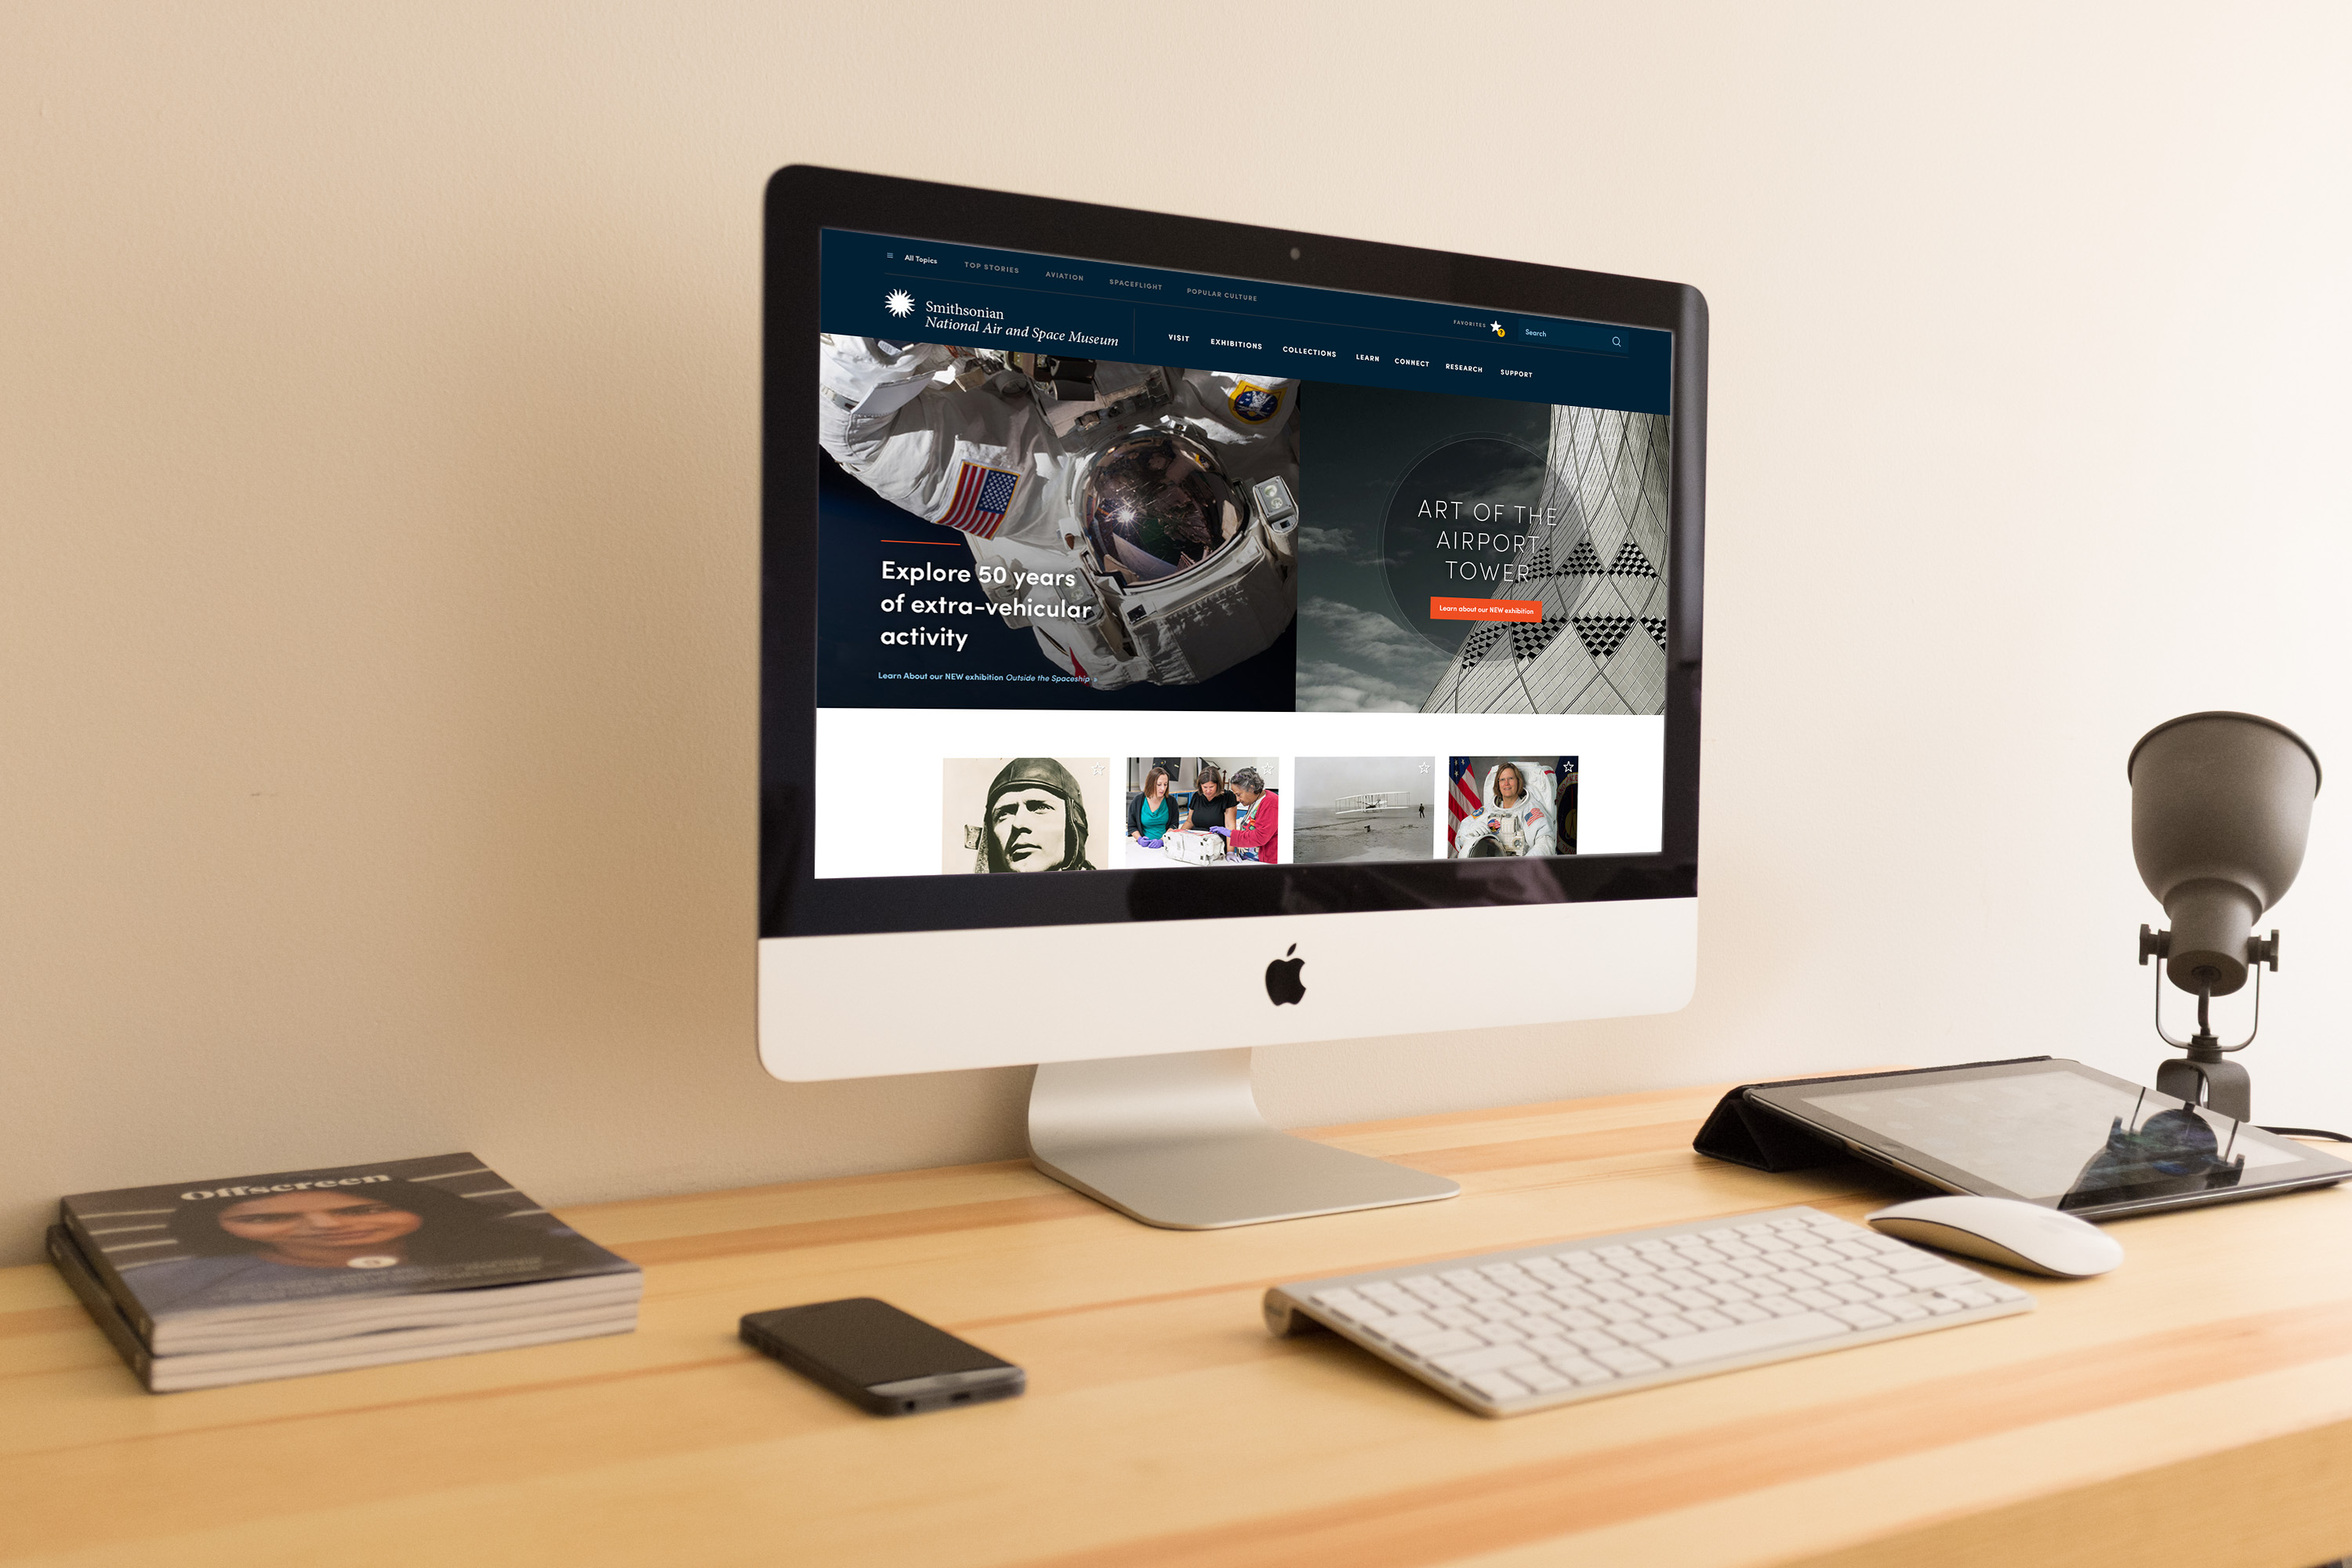 All Topics
TOP STORIES
AVIATION
SPACEFLIGHT
POPULAR CULTURE
FAVORITES
Search
Smithsonian
National Air and Space Museum
VISIT
EXHIBITIONS
COLLECTIONS
LEARN
CONNECT
RESEARCH
SUPPORT
Explore 50 years
of extra-vehicular
activity
Learn About our NEW exhibition Outside the Spaceship »
ART OF THE
AIRPORT
TOWER
Learn about our NEW exhibition
Offscreen